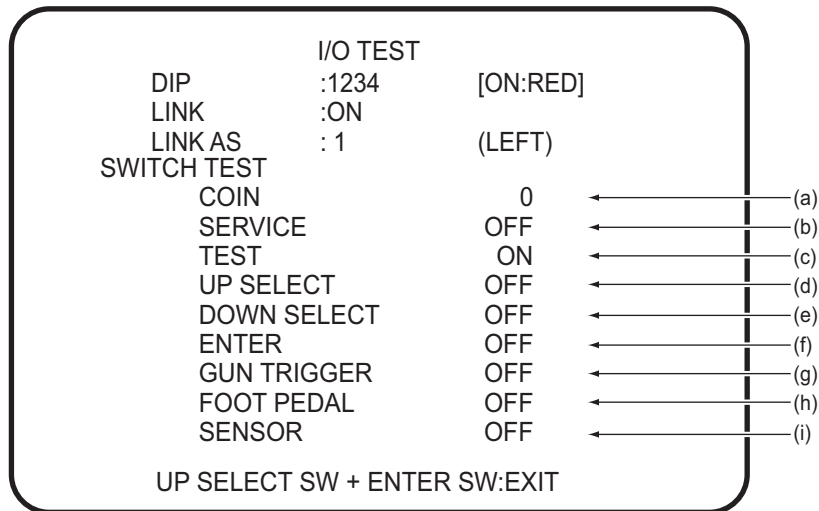 I/O TEST
DIP :1234 [ON:RED]
LINK :ON
LINK AS : 1 (LEFT)
SWITCH TEST
COIN 0 (a)
SERVICE OFF (b)
TEST ON (c)
UP SELECT OFF (d)
DOWN SELECT OFF (e)
ENTER OFF (f)
GUN TRIGGER OFF (g)
FOOT PEDAL OFF (h)
SENSOR OFF (i)
UP SELECT SW + ENTER SW:EXIT